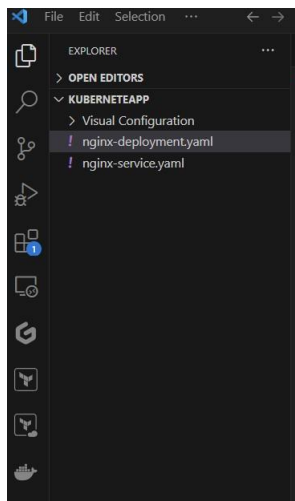 File Edit Selection ... ← →
EXPLORER ...
> OPEN EDITORS
∨ KUBERNETEAPP
> Visual Configuration
! nginx-deployment.yaml
! nginx-service.yaml
1